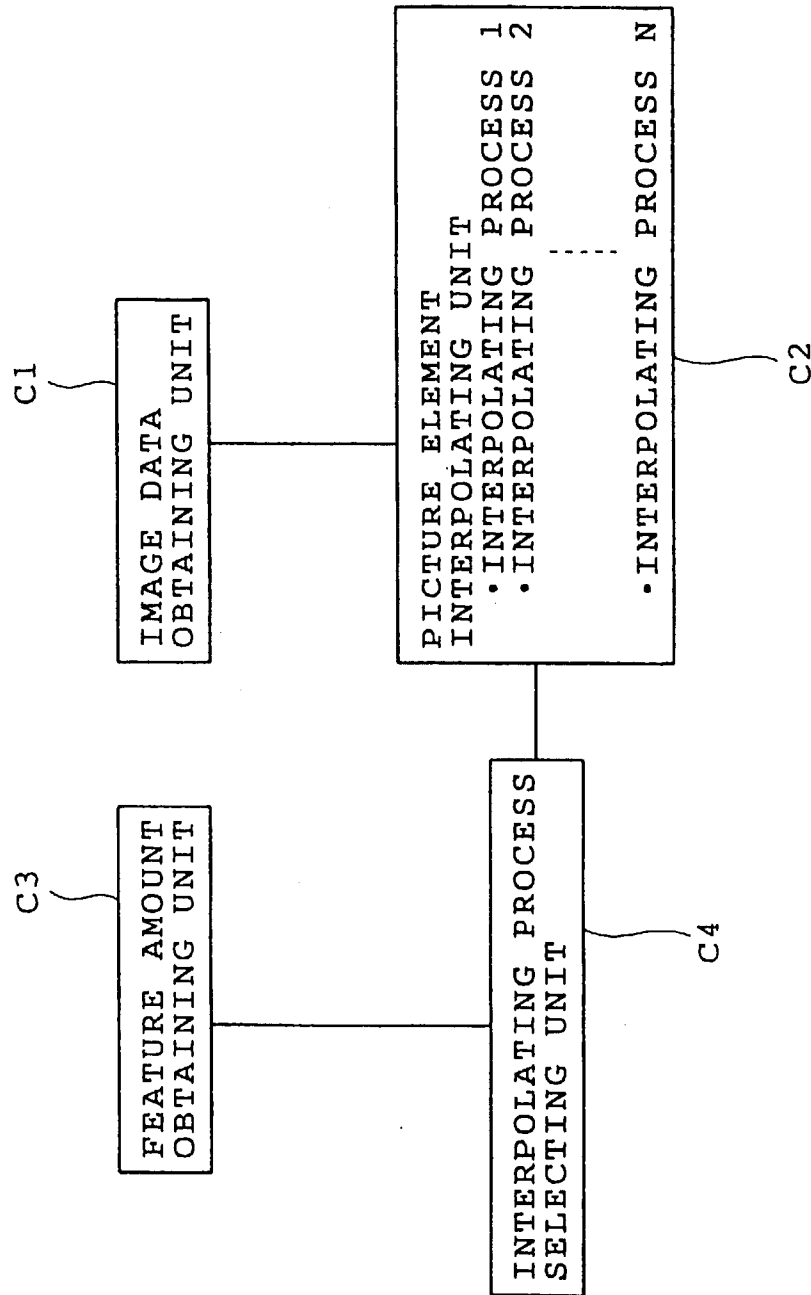 C3
FEATURE AMOUNT
OBTAINING UNIT
C1
IMAGE DATA
OBTAINING UNIT
INTERPOLATING PROCESS
SELECTING UNIT
C4
PICTURE ELEMENT
INTERPOLATING UNIT
•INTERPOLATING PROCESS 1
•INTERPOLATING PROCESS 2
•INTERPOLATING PROCESS N
C2